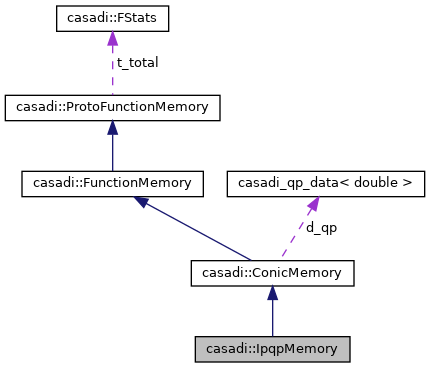 casadi::FStats
t_total
casadi::ProtoFunctionMemory
casadi::FunctionMemory
casadi_qp_data< double >
d_qp
casadi::ConicMemory
casadi::IpqpMemory